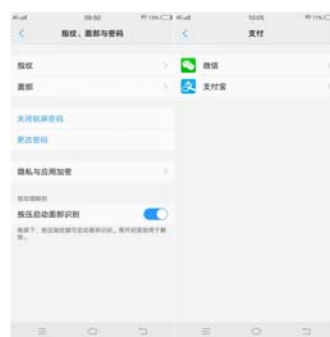 09:50
指纹、面部与密码
指纹
面部
关闭锁屏密码
更改密码
隐私与应用加密
按压启动面部识别
10:05
支付
微信
支付宝